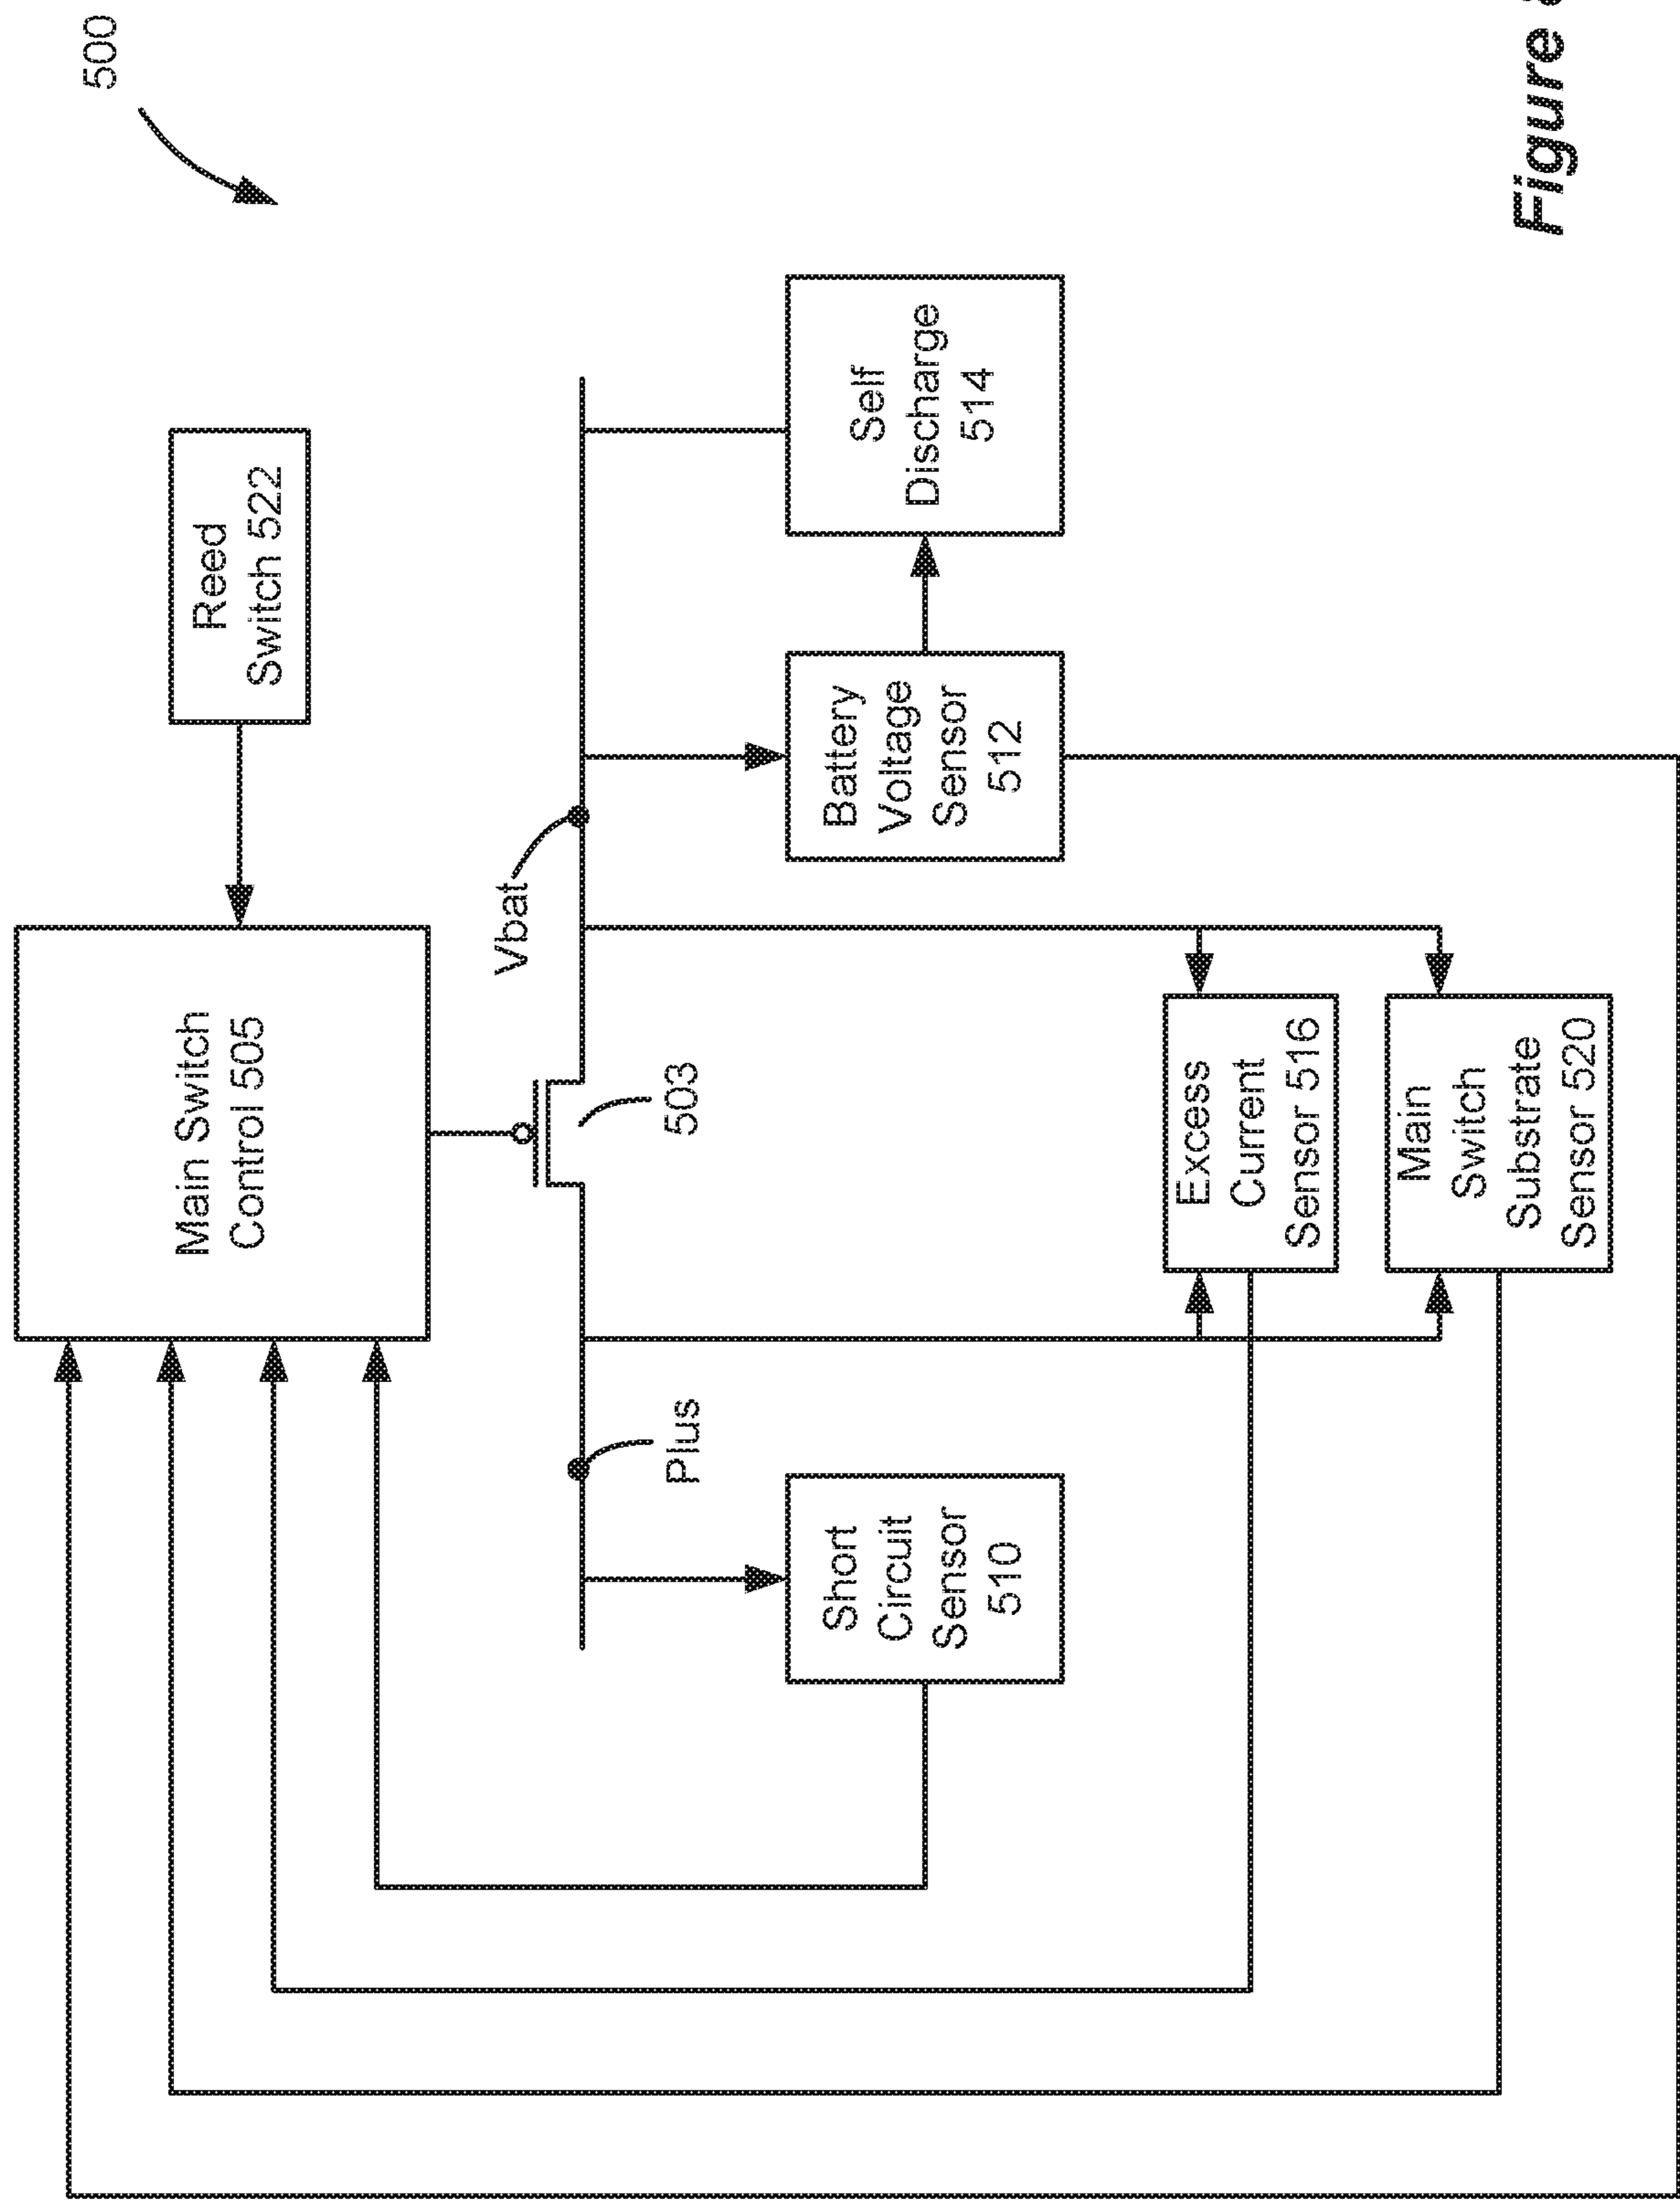 500
Main Switch
Control 505
Reed
Switch 522
Vbat
Plus
503
Short
Circuit
Sensor
510
Battery
Voltage
Sensor
512
Self
Discharge
514
Excess
Current
Sensor 516
Main
Switch
Substrate
Sensor 520
Figure